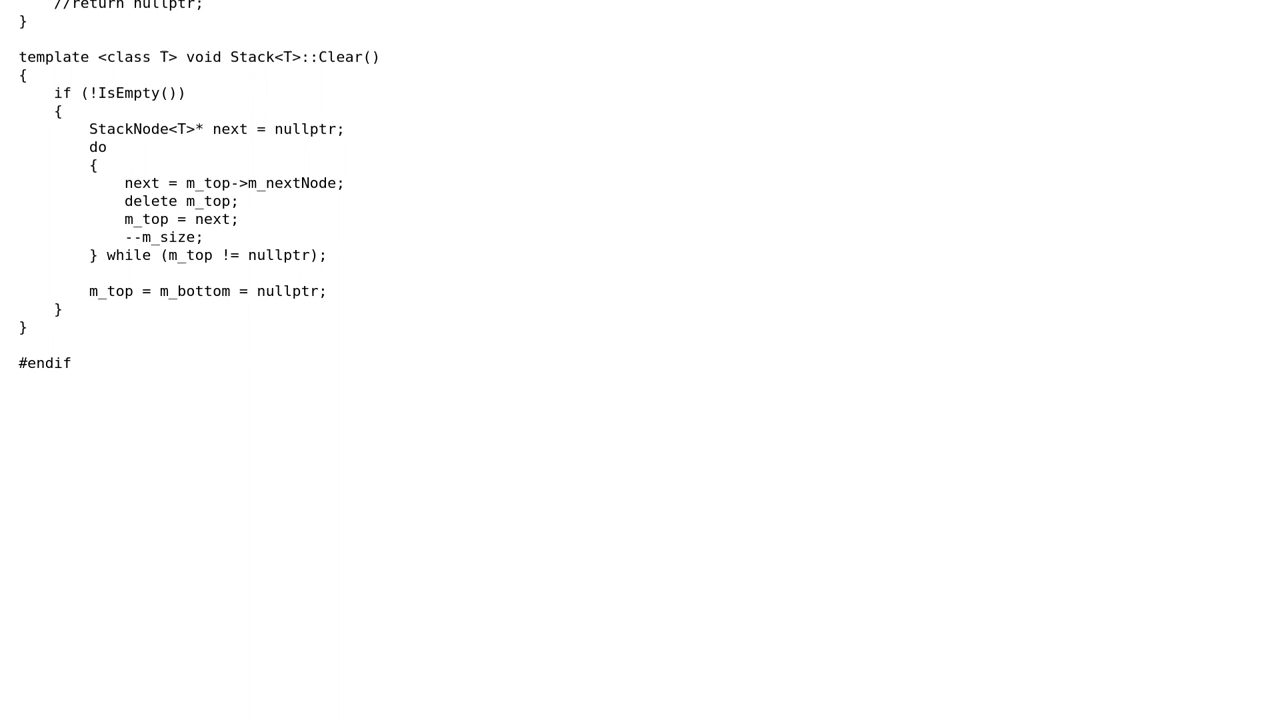 //return nullptr;
}

template <class T> void Stack<T>::Clear()
{
    if (!IsEmpty())
    {
        StackNode<T>* next = nullptr;
        do
        {
            next = m_top->m_nextNode;
            delete m_top;
            m_top = next;
            --m_size;
        } while (m_top != nullptr);

        m_top = m_bottom = nullptr;
    }
}

#endif